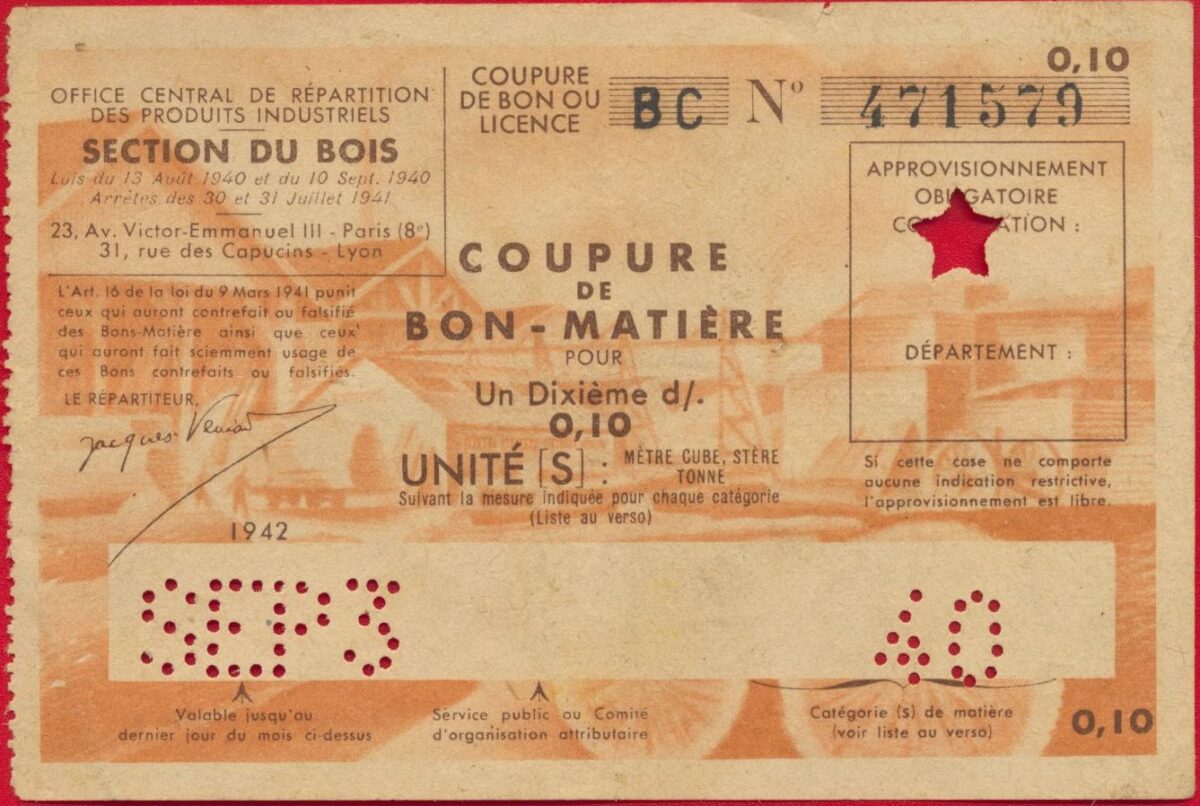 0,10
OFFICE CENTRAL DE RÉPARTITION
DES PRODUITS INDUSTRIELS
SECTION DU BOIS
Lois du 13 Août 1940 et du 10 Sept. 1940
Arrêtés des 30 et 31 Juillet 1941
23, Av. Victor-Emmanuel III - Paris (8e)
31, rue des Capucins - Lyon
L'Art. 16 de la loi du 9 Mars 1941 punit
ceux qui auront contrefait ou falsifié
des Bons-Matière ainsi que ceux
qui auront fait sciemment usage de
ces Bons contrefaits ou falsifiés.
LE RÉPARTITEUR,
Jacques
COUPURE
DE BON OU
LICENCE
BC No 471579
COUPURE
DE
BON-MATIÈRE
POUR
Un Dixième d/.
0,10
UNITÉ [S] : MÈTRE CUBE, STÈRE
TONNE
Suivant la mesure indiquée pour chaque catégorie
(Liste au verso)
APPROVISIONNEMENT
OBLIGATOIRE
ATION :
DÉPARTEMENT :
Si cette case ne comporte
aucune indication restrictive,
l'approvisionnement est libre.
1942
SEP3
40
Valable jusqu'au
dernier jour du mois ci-dessus
Service public ou Comité
d'organisation attributaire
Catégorie (s) de matière
(voir liste au verso)
0,10